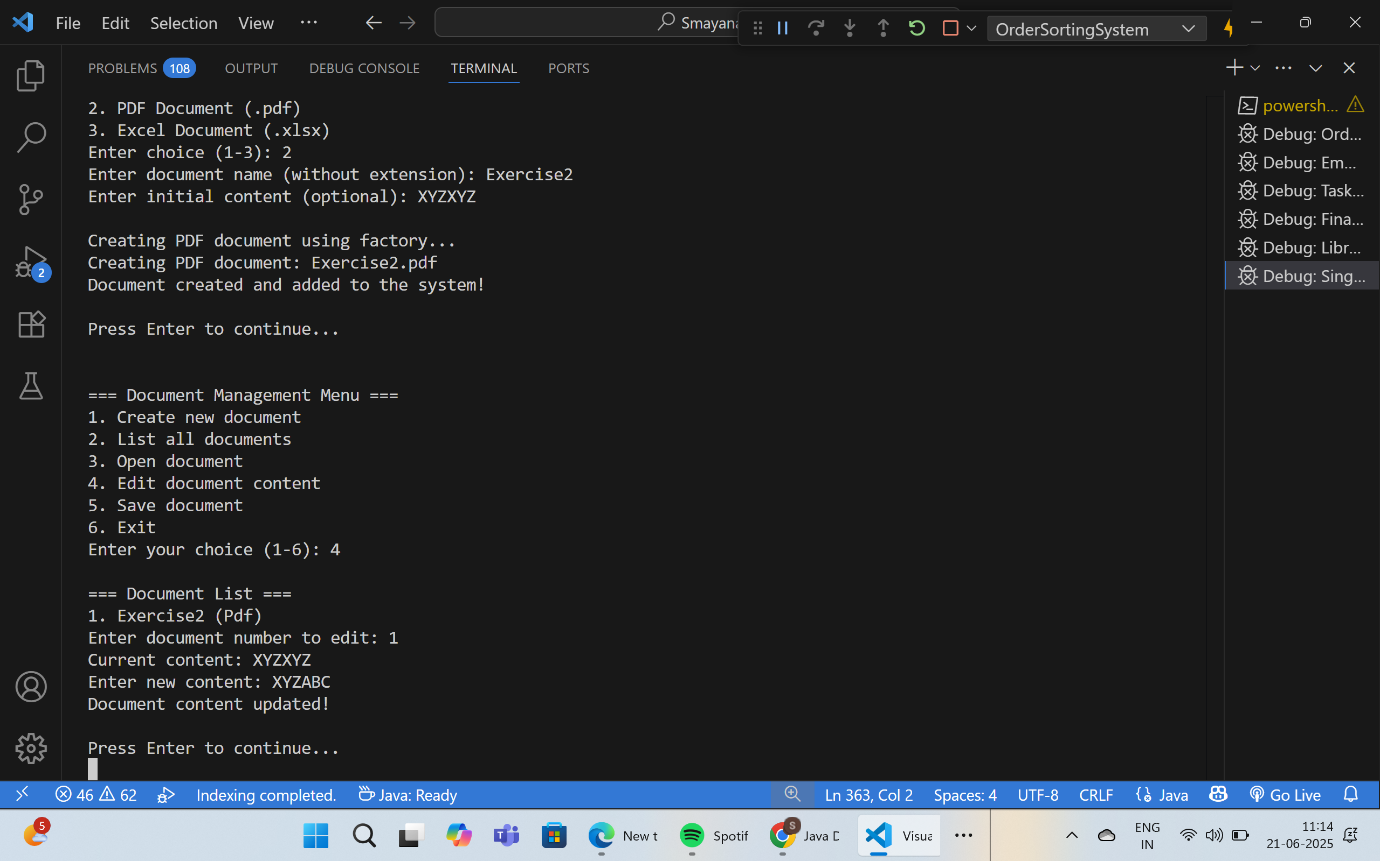 File Edit Selection View ...
Smayana
OrderSortingSystem
PROBLEMS 108 OUTPUT DEBUG CONSOLE TERMINAL PORTS
2. PDF Document (.pdf)
3. Excel Document (.xlsx)
Enter choice (1-3): 2
Enter document name (without extension): Exercise2
Enter initial content (optional): XYZXYZ
Creating PDF document using factory...
Creating PDF document: Exercise2.pdf
Document created and added to the system!
Press Enter to continue...
=== Document Management Menu ===
1. Create new document
2. List all documents
3. Open document
4. Edit document content
5. Save document
6. Exit
Enter your choice (1-6): 4
=== Document List ===
1. Exercise2 (Pdf)
Enter document number to edit: 1
Current content: XYZXYZ
Enter new content: XYZABC
Document content updated!
Press Enter to continue...
powersh...
Debug: Ord...
Debug: Em...
Debug: Task...
Debug: Fina...
Debug: Libr...
Debug: Sing...
2
46 62 Indexing completed. Java: Ready Ln 363, Col 2 Spaces: 4 UTF-8 CRLF Java Go Live
5 New t Spotif S Java D Visua ... ENG IN 11:14 21-06-2025